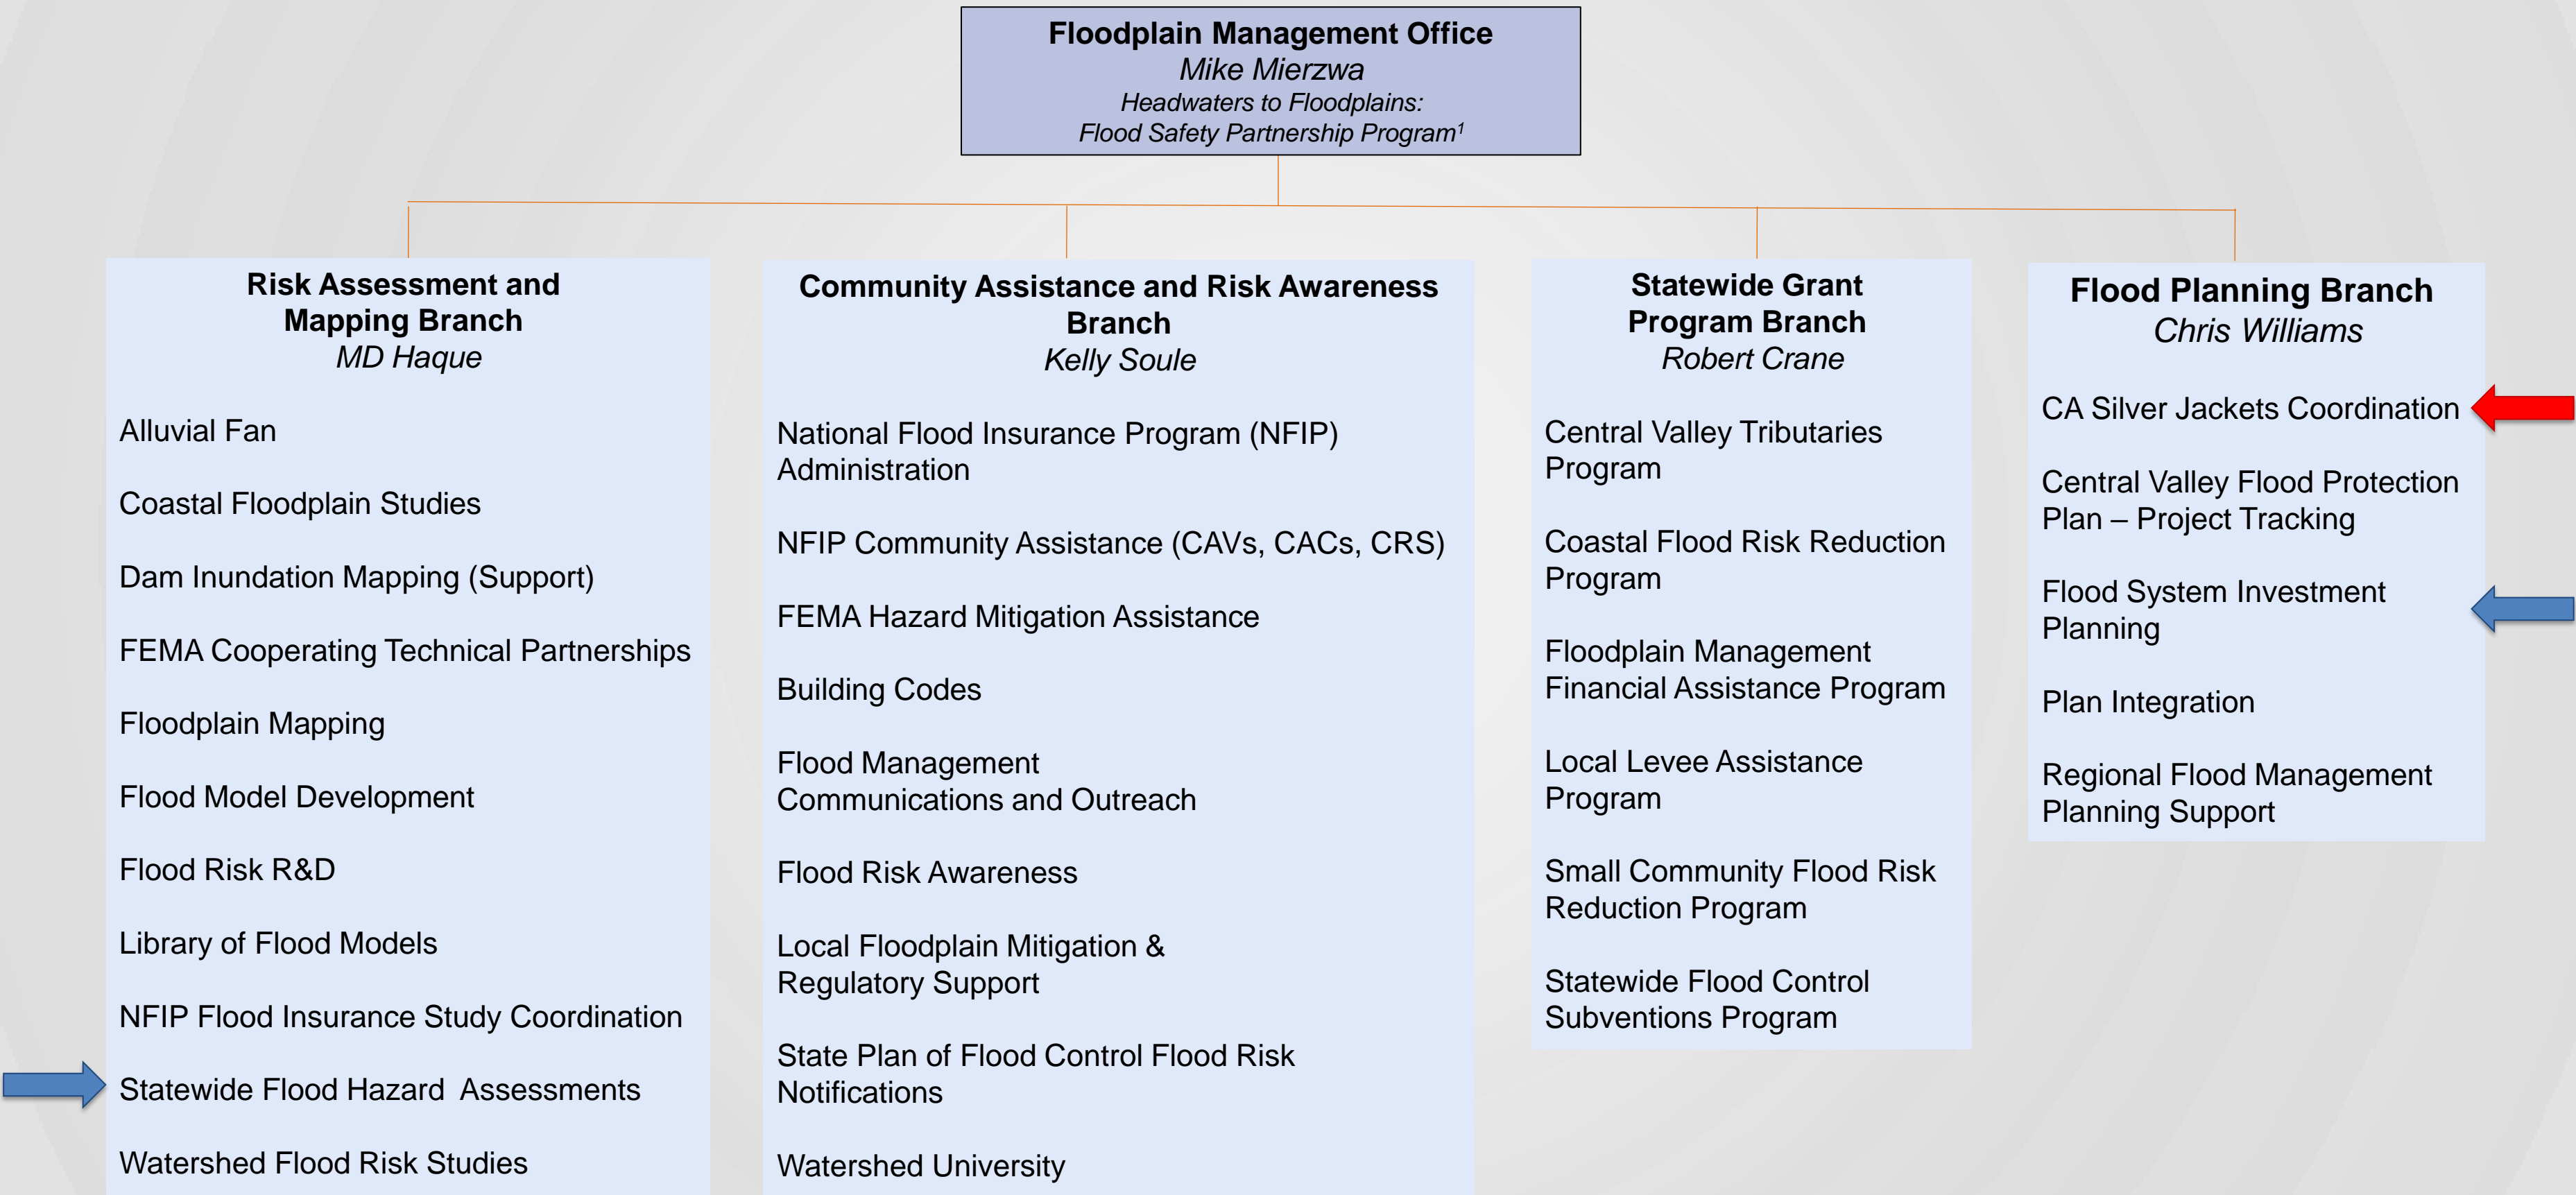 Floodplain Management Office
Mike Mierzwa
Headwaters to Floodplains:
Flood Safety Partnership Program¹
Risk Assessment and
Mapping Branch
MD Haque
Alluvial Fan
Coastal Floodplain Studies
Dam Inundation Mapping (Support)
FEMA Cooperating Technical Partnerships
Floodplain Mapping
Flood Model Development
Flood Risk R&D
Library of Flood Models
NFIP Flood Insurance Study Coordination
Statewide Flood Hazard  Assessments
Watershed Flood Risk Studies
Community Assistance and Risk Awareness
Branch
Kelly Soule
National Flood Insurance Program (NFIP)
Administration
NFIP Community Assistance (CAVs, CACs, CRS)
FEMA Hazard Mitigation Assistance
Building Codes
Flood Management
Communications and Outreach
Flood Risk Awareness
Local Floodplain Mitigation &
Regulatory Support
State Plan of Flood Control Flood Risk
Notifications
Watershed University
Statewide Grant
Program Branch
Robert Crane
Central Valley Tributaries
Program
Coastal Flood Risk Reduction
Program
Floodplain Management
Financial Assistance Program
Local Levee Assistance
Program
Small Community Flood Risk
Reduction Program
Statewide Flood Control
Subventions Program
Flood Planning Branch
Chris Williams
CA Silver Jackets Coordination
Central Valley Flood Protection
Plan – Project Tracking
Flood System Investment
Planning
Plan Integration
Regional Flood Management
Planning Support